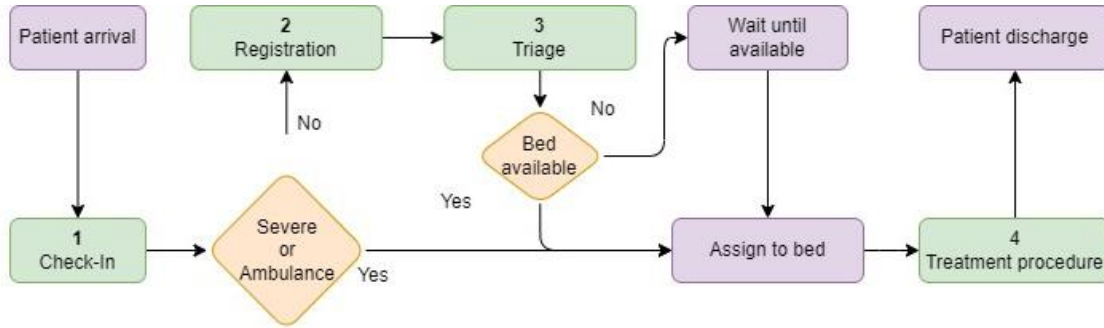 Patient arrival
2
Registration
3
Triage
Wait until
available
Patient discharge
No
No
Bed
available
Yes
1
Check-In
Severe
or
Ambulance
Yes
Assign to bed
4
Treatment procedure